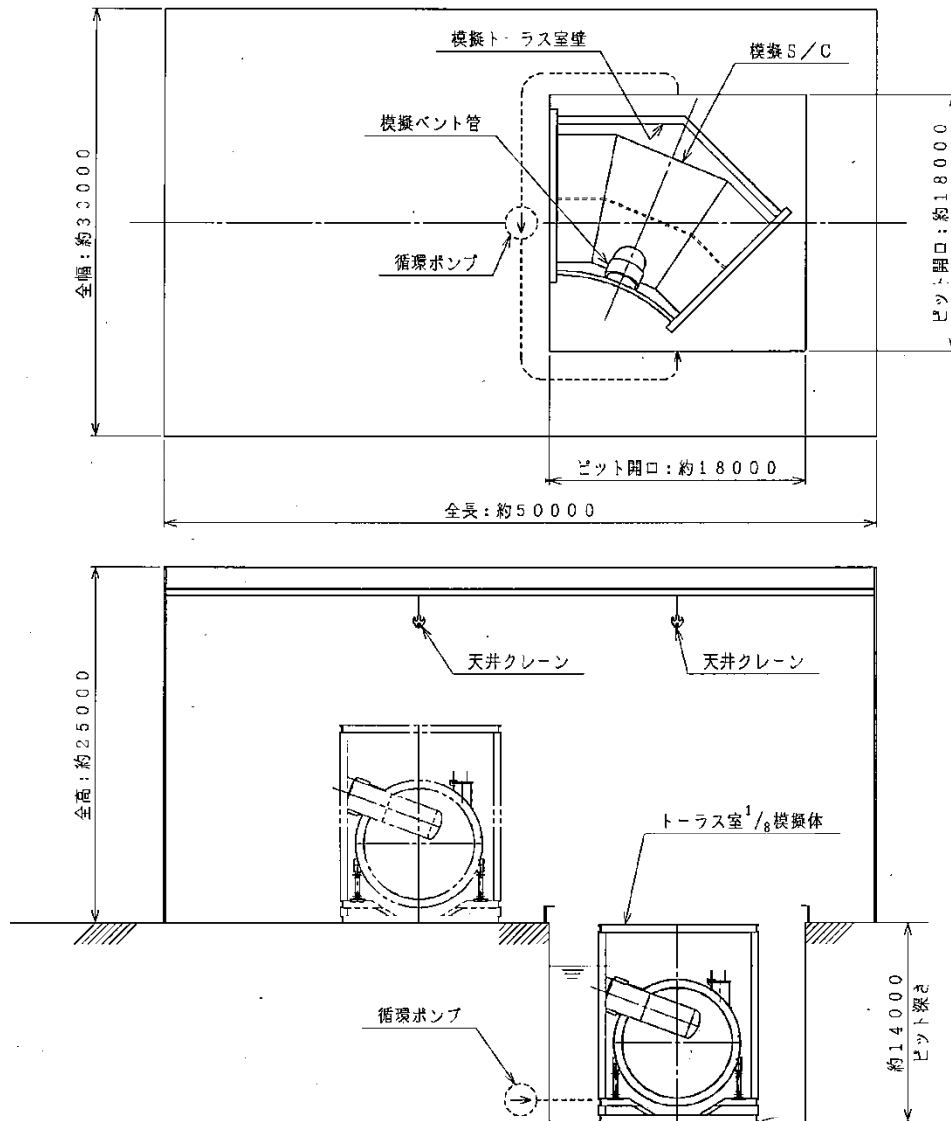 模擬トーラス室壁
模擬S/C
模擬ベント管
循環ポンプ
全幅:約30000
ピット開口:約18000
ピット開口:約18000
全長:約50000
天井クレーン
天井クレーン
全高:約25000
トーラス室1/8模擬体
循環ポンプ
約14000
ピット深さ